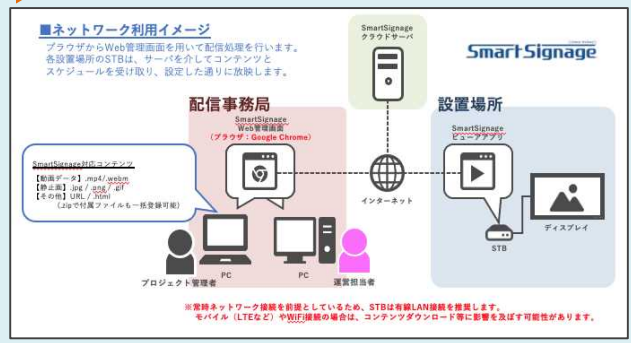 ■ネットワーク利用イメージ
ブラウザからWeb管理画面を用いて配信処理を行います。
各設置場所のSTBは、サーバを介してコンテンツと
スケジュールを受け取り、設定した通りに放映します。
SmartSignage
クラウドサーバ
SmartSignage
配信事務局
SmartSignage
Web管理画面
（ブラウザ：Google Chrome）
設置場所
SmartSignage
ビューアアプリ
SmartSignage対応コンテンツ
【動画データ】.mp4/.webm
【静止画】.jpg / .png / .gif
【その他】URL / .html
（.zipで付属ファイルも一括登録可能）
インターネット
STB
ディスプレイ
PC
PC
プロジェクト管理者
運営担当者
※常時ネットワーク接続を前提としているため、STBは有線LAN接続を推奨します。
モバイル（LTEなど）やWiFi接続の場合は、コンテンツダウンロード等に影響を及ぼす可能性があります。